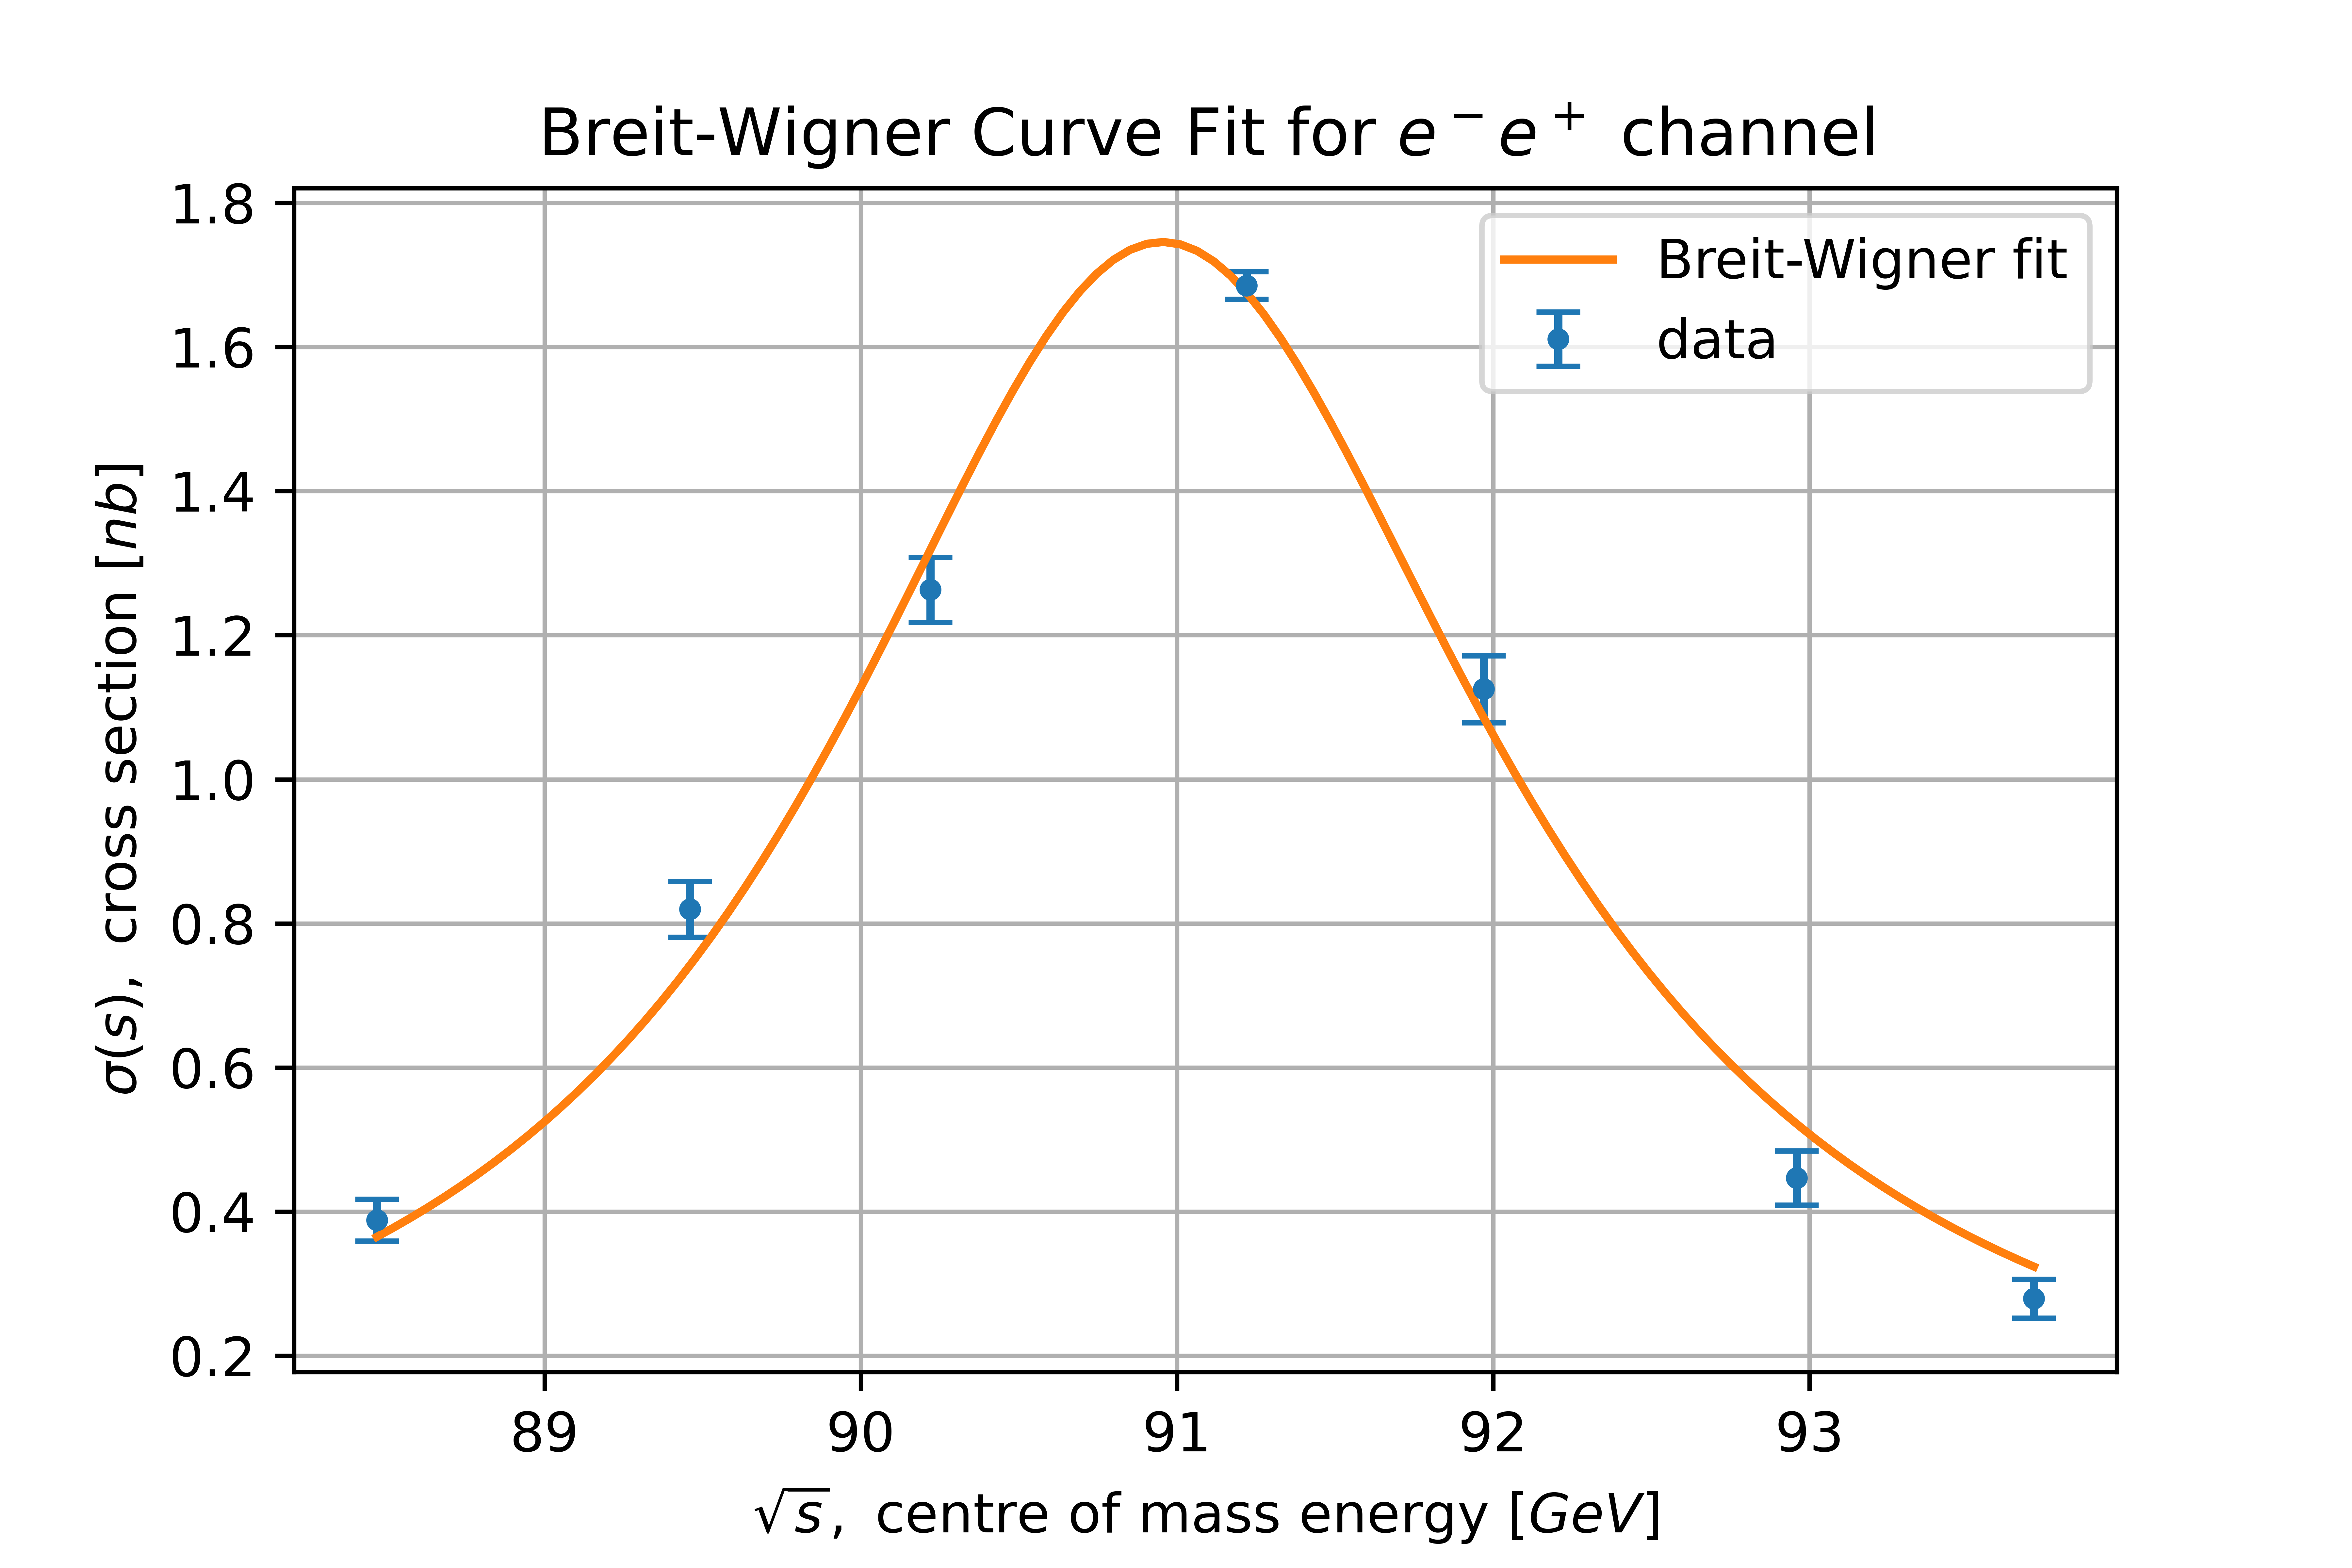 Breit-Wigner Curve Fit for e⁻e⁺ channel
Breit-Wigner fit
data
σ(s), cross section [nb]
1.8
1.6
1.4
1.2
1.0
0.8
0.6
0.4
0.2
89 90 91 92 93
√s, centre of mass energy [GeV]